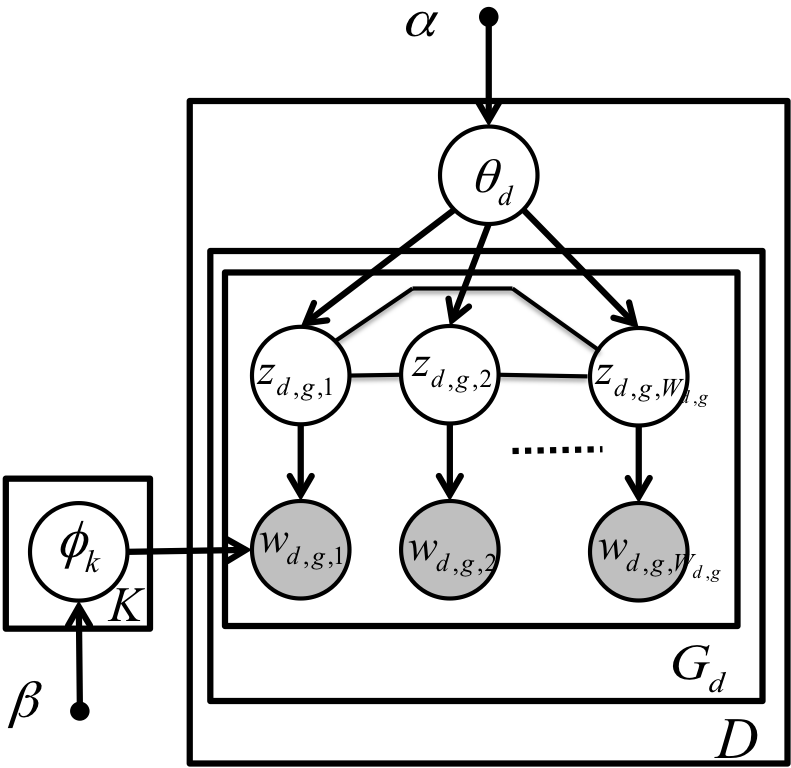 α
θ_d
z_{d,g,1} z_{d,g,2} z_{d,g,W_{d,g}}
ϕ_k w_{d,g,1} w_{d,g,2} w_{d,g,W_{d,g}}
K
G_d
β
D